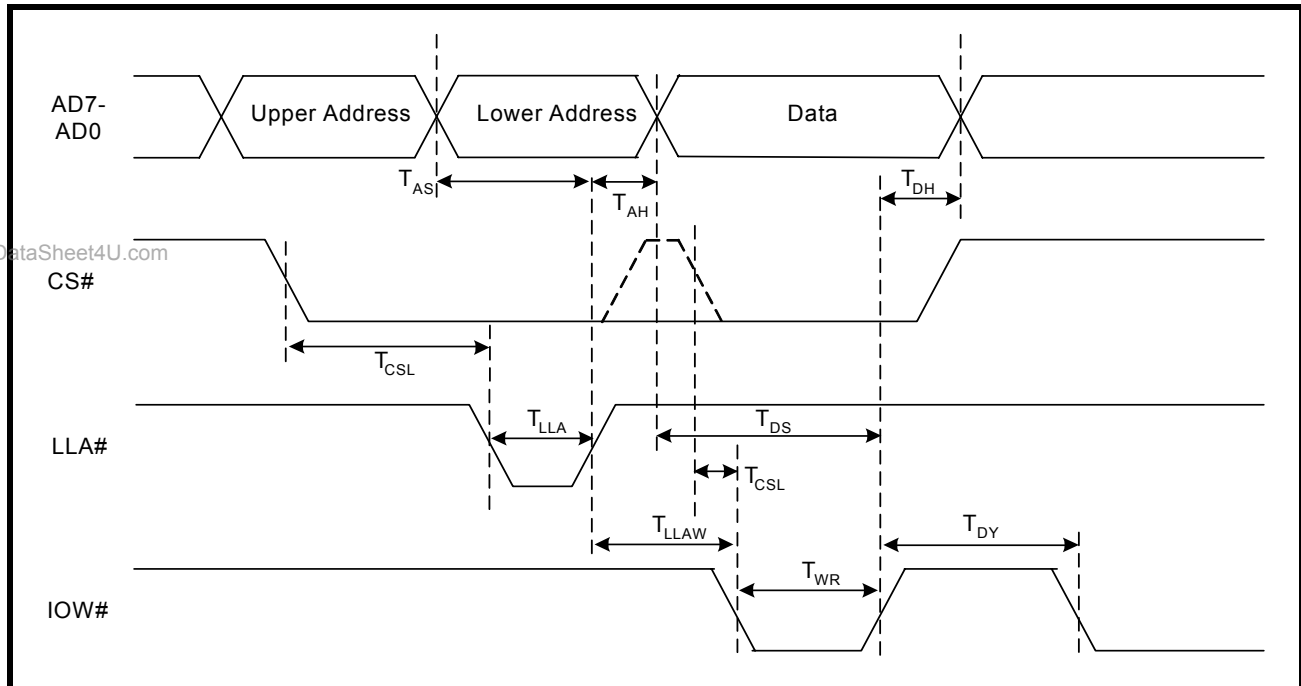 AD7-
AD0
Upper Address
Lower Address
Data
TAS
TAH
TDH
DataSheet4U.com
CS#
TCSL
LLA#
TLLA
TDS
TCSL
TLLAW
TDY
TWR
IOW#